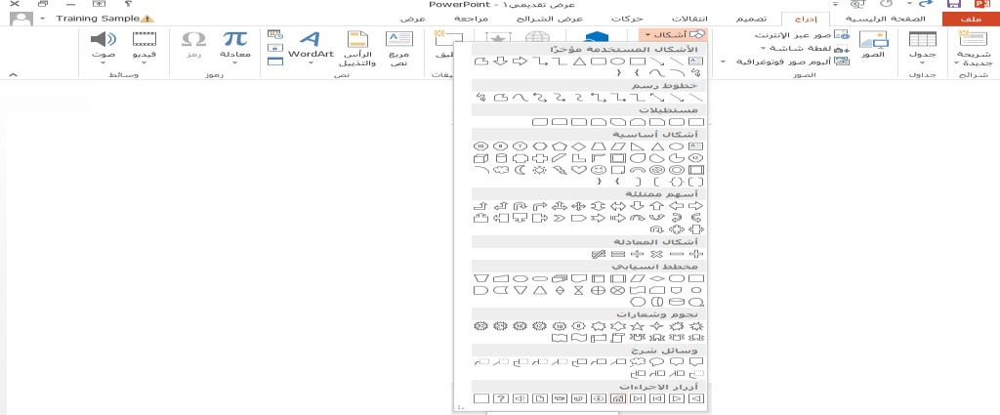 عرض تقديمي١ - PowerPoint
Training Sample
ملف الصفحة الرئيسية إدراج تصميم انتقالات حركات عرض الشرائح مراجعة عرض
شريحة جديدة
شرائح
جدول
جداول
الصور
صور عبر الإنترنت
لقطة شاشة
ألبوم صور فوتوغرافية
الصور
أشكال
مربع نص
الرأس والتذييل
WordArt
نص
معادلة
رمز
رموز
فيديو
صوت
وسائط
الأشكال المستخدمة مؤخرًا
خطوط رسم
مستطيلات
أشكال أساسية
أسهم ممتلئة
أشكال المعادلة
مخطط انسيابي
نجوم وشعارات
وسائل شرح
أزرار الإجراءات